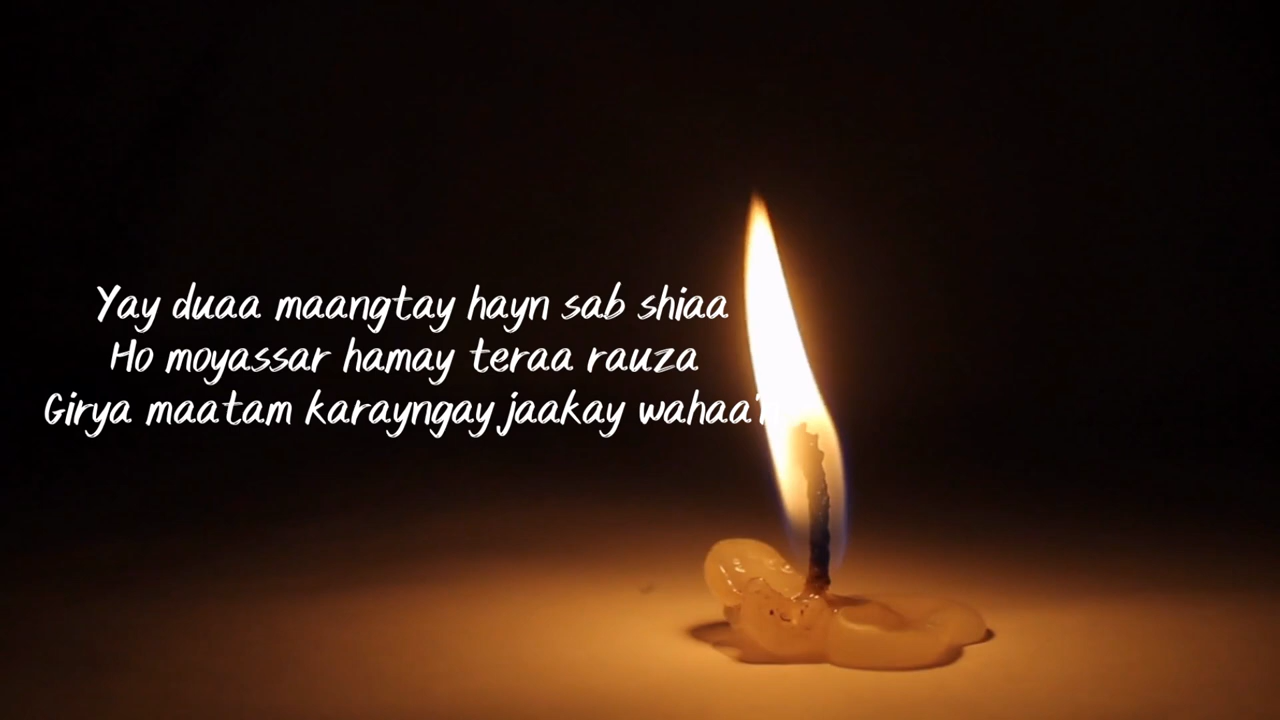 Yay duaa maangtay hayn sab shiaa
Ho moyassar hamay teraa rauza
Girya maatam karayngay jaakay wahaa'n